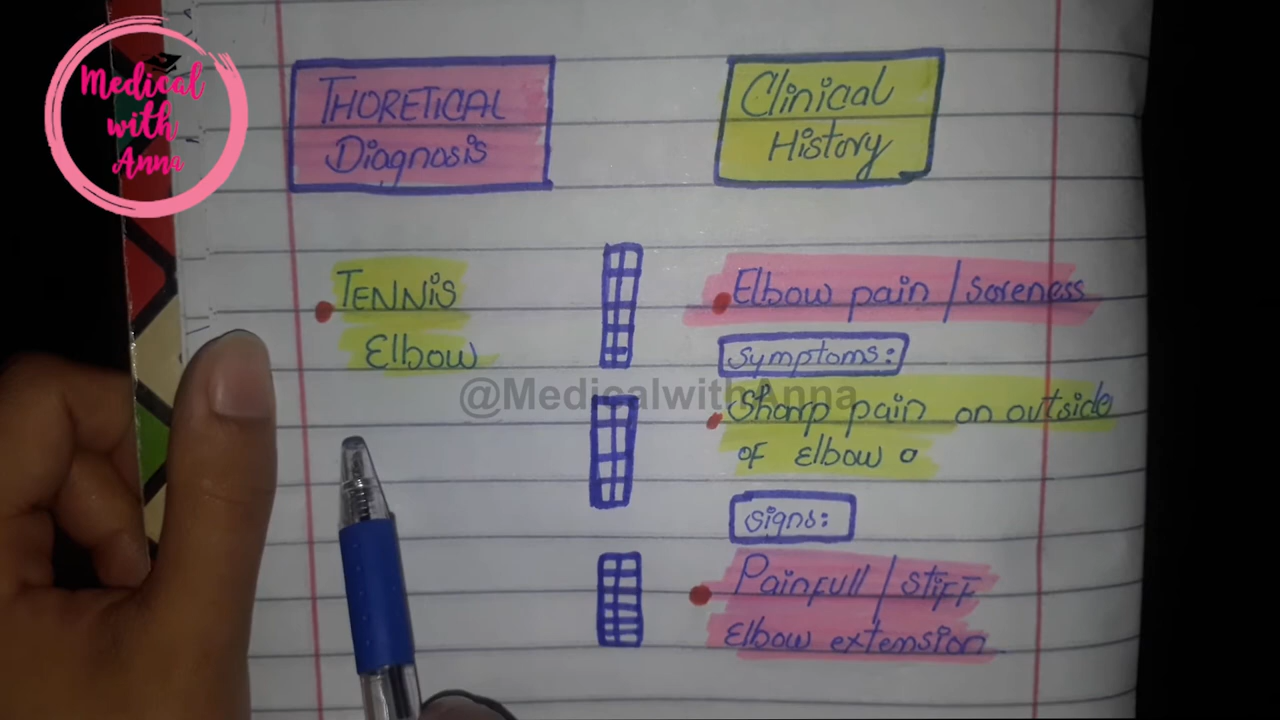 Medical
with
Anna
THORETICAL
Diagnosis
Clinical
History
TENNIS
Elbow
Elbow pain / soreness
Symptoms:
@MedicalwithAnna
Sharp pain on outside
of elbow
Signs:
Painfull / stiff
Elbow extension